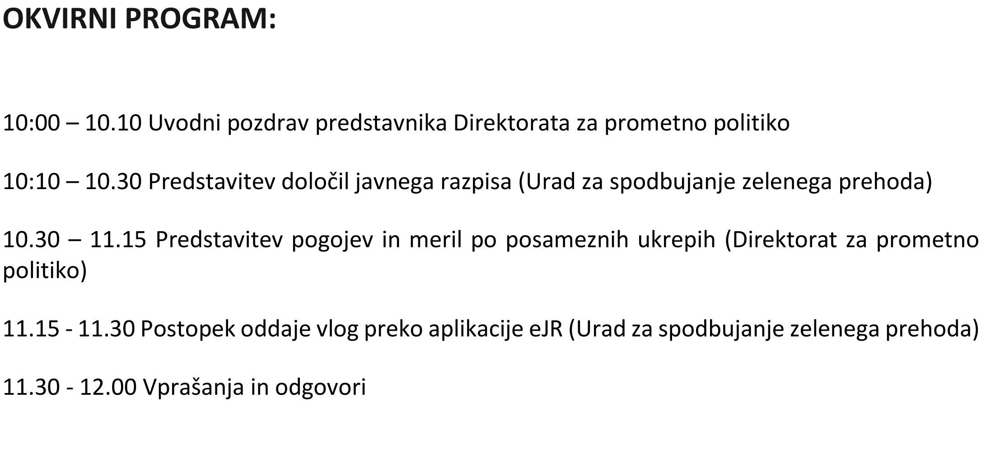 OKVIRNI PROGRAM:
10:00 – 10.10 Uvodni pozdrav predstavnika Direktorata za prometno politiko
10:10 – 10.30 Predstavitev določil javnega razpisa (Urad za spodbujanje zelenega prehoda)
10.30 – 11.15 Predstavitev pogojev in meril po posameznih ukrepih (Direktorat za prometno
politiko)
11.15 - 11.30 Postopek oddaje vlog preko aplikacije eJR (Urad za spodbujanje zelenega prehoda)
11.30 - 12.00 Vprašanja in odgovori